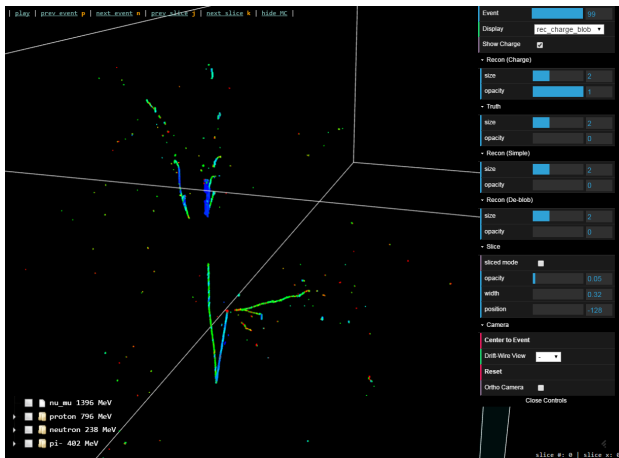 | play | prev event p | next event n | prev slice j | next slice k | hide MC |
Event 99
Display rec_charge_blob
Show Charge
Recon (Charge)
size 2
opacity 1
Truth
size 2
opacity 0
Recon (Simple)
size 2
opacity 0
Recon (De-blob)
size 2
opacity 0
Slice
sliced mode
opacity 0.05
width 0.32
position -128
Camera
Center to Event
Drift-Wire View -
Reset
Ortho Camera
Close Controls
nu_mu 1396 MeV
proton 796 MeV
neutron 238 MeV
pi- 402 MeV
slice #: 0 | slice x: 0